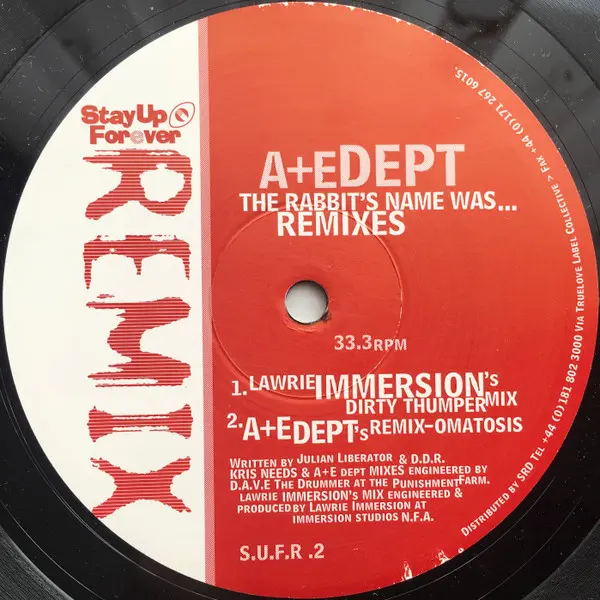 Stay Up
Forever
REMIX
A+E DEPT
THE RABBIT'S NAME WAS...
REMIXES
33.3RPM
1. LAWRIE IMMERSION's
DIRTY THUMPER MIX
2. A+E DEPT's REMIX-OMATOSIS
WRITTEN BY JULIAN LIBERATOR & D.D.R.
KRIS NEEDS & A+E DEPT MIXES ENGINEERED BY
D.A.V.E THE DRUMMER AT THE PUNISHMENT FARM.
LAWRIE IMMERSION'S MIX ENGINEERED &
PRODUCED BY LAWRIE IMMERSION AT
IMMERSION STUDIOS N.F.A.
S.U.F.R .2
DISTRIBUTED BY SRD TEL +44 (0)181 802 3000 VIA TRUELOVE LABEL COLLECTIVE > FAX +44 (0)171 267 6015.